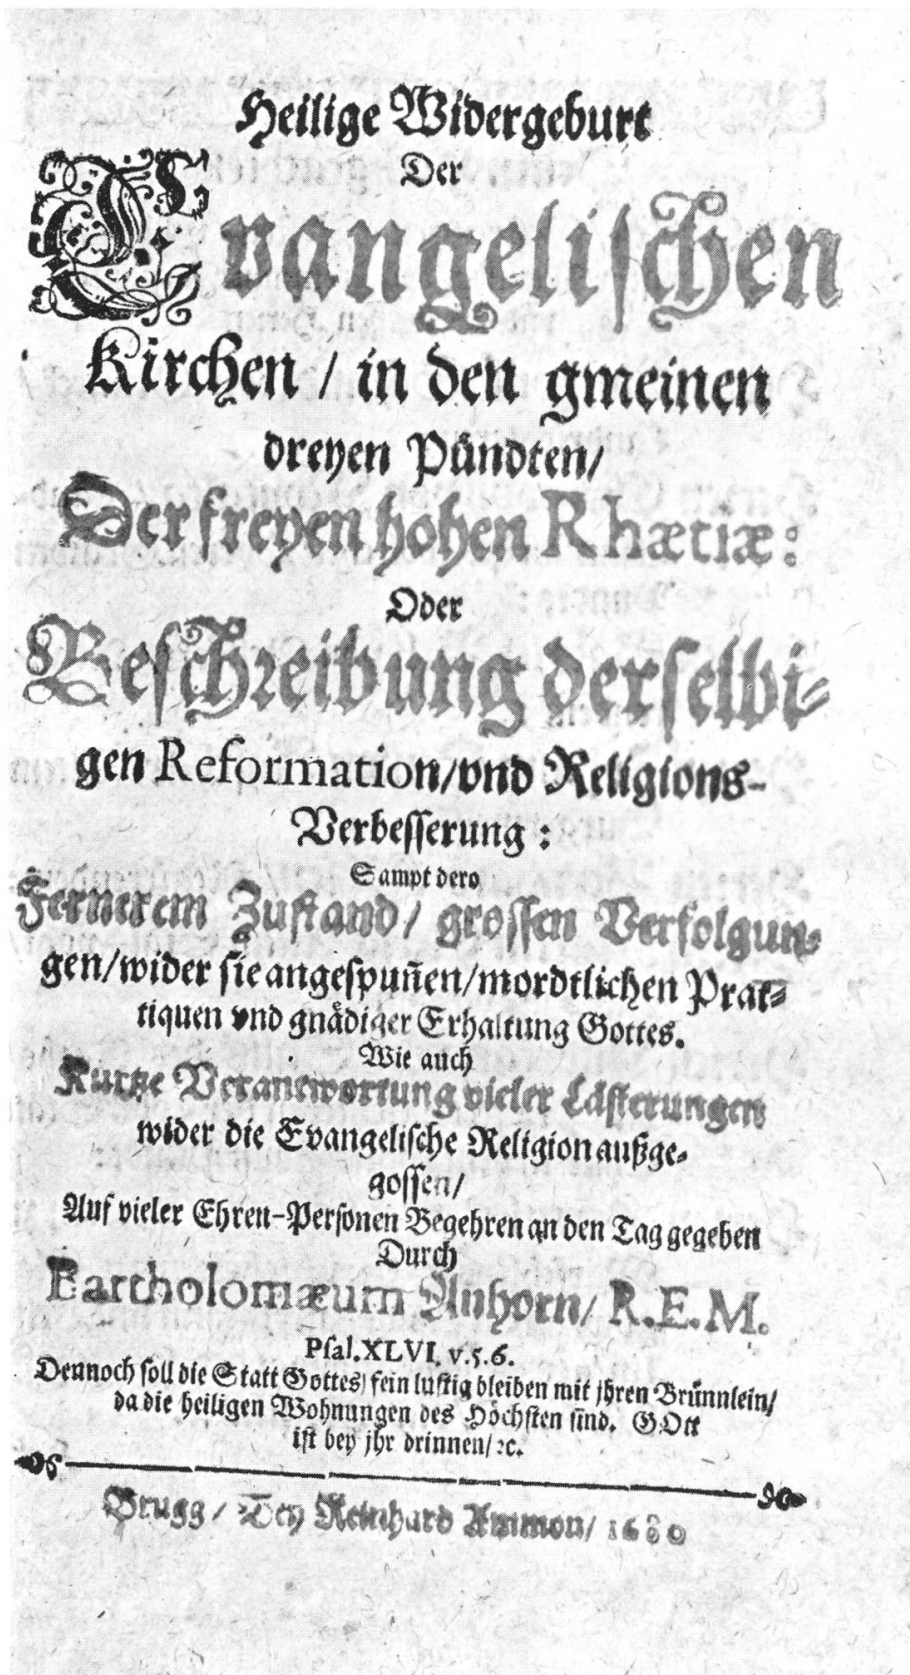 Heilige Widergeburt
Der
Evangelischen
Kirchen / in den gmeinen
dreyen Pündten/
Der freyen hohen Rhætiæ:
Oder
Beschreibung derselbi-
gen Reformation/vnd Religions-
Verbesserung:
Sampt dero
Fernerem Zustand/ grossen Verfolgun-
gen/wider sie angespuñen/mordtlichen Prak-
tiquen vnd gnädiger Erhaltung Gottes.
Wie auch
Kurtze Verantwortung vieler Lästerungen
wider die Evangelische Religion außge-
gossen/
Auf vieler Ehren-Personen Begehren an den Tag gegeben
Durch
Bartholomæum Anhorn/ R.E.M.
Psal.XLVI. v.5.6.
Dennoch soll die Statt Gottes/ fein lustig bleiben mit jhren Brünnlein/
da die heiligen Wohnungen des Höchsten sind. GOtt
ist bey jhr drinnen/ ꝛc.
Brugg / Bey Reinhard Ammon/ 1680